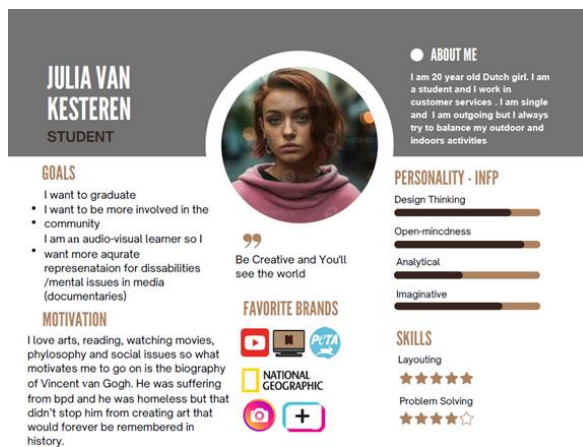 JULIA VAN
KESTEREN
STUDENT
ABOUT ME
I am 20 year old Dutch girl. I am
a student and I work in
customer services . I am single
and I am outgoing but I always
try to balance my outdoor and
indoors activities
GOALS
I want to graduate
• I want to be more involved in the
• community
I am an audio-visual learner so I
• want more aqurate
represenataion for dissabilities
/mental issues in media
(documentaries)
MOTIVATION
I love arts, reading, watching movies,
phylosophy and social issues so what
motivates me to go on is the biography
of Vincent van Gogh. He was suffering
from bpd and he was homeless but that
didn't stop him from creating art that
would forever be remembered in
history.
Be Creative and You'll
see the world
FAVORITE BRANDS
N
PETA
NATIONAL
GEOGRAPHIC
PERSONALITY - INFP
Design Thinking
Open-mincdness
Analytical
Imaginative
SKILLS
Layouting
Problem Solving